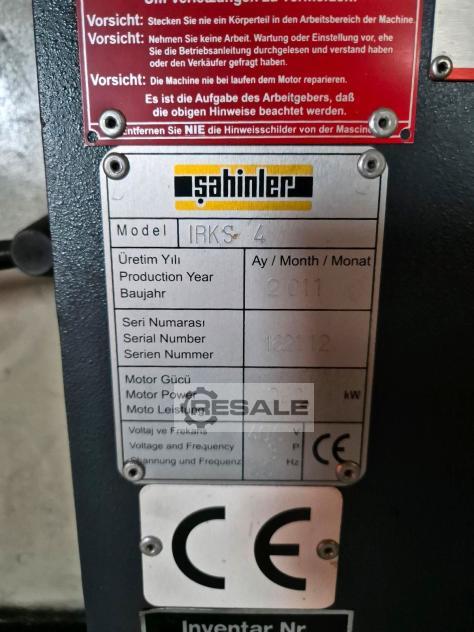 Vorsicht: Stecken Sie nie ein Körperteil in den Arbeitsbereich der Machine
Vorsicht: Nehmen Sie keine Arbeit. Wartung oder Einstellung vor, ehe
Sie die Betriebsanleitung durchgelesen und verstand haben
oder den Verkäufer gefragt haben.
Vorsicht: Die Machine nie bei laufen dem Motor reparieren.
Es ist die Aufgabe des Arbeitgebers, daß
die obigen Hinweise beachtet werden.
entfernen Sie NIE die Hinweisschilder von der Mascine
şahinler
Model IRKS 4
Üretim Yılı Ay / Month / Monat
Production Year 2011
Baujahr
Seri Numarası
Serial Number
Serien Nummer
Motor Gücü
Motor Power kW
Moto Leistung
RESALE
Voltaj ve Frekans V
Voltage and Frequency P
Spannung und Frequenz Hz
CE
CE
Inventar Nr